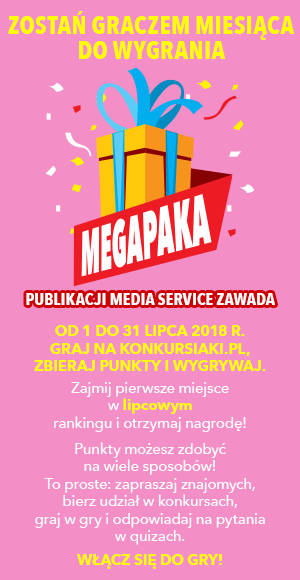 ZOSTAŃ GRACZEM MIESIĄCA
DO WYGRANIA
MEGAPAKA
PUBLIKACJI MEDIA SERVICE ZAWADA
OD 1 DO 31 LIPCA 2018 R.
GRAJ NA KONKURSIAKI.PL,
ZBIERAJ PUNKTY I WYGRYWAJ.
Zajmij pierwsze miejsce
w lipcowym
rankingu i otrzymaj nagrodę!
Punkty możesz zdobyć
na wiele sposobów!
To proste: zapraszaj znajomych,
bierz udział w konkursach,
graj w gry i odpowiadaj na pytania
w quizach.
WŁĄCZ SIĘ DO GRY!